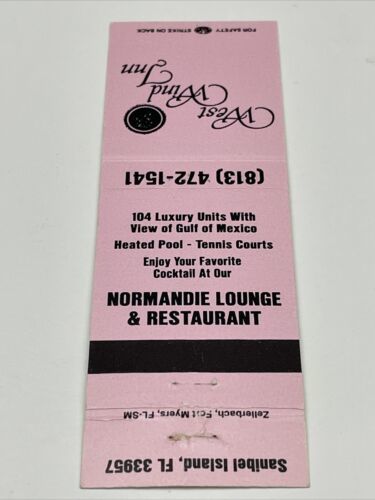 FOR SAFETY STRIKE ON BACK
West
Wind
Inn
(813) 472-1541
104 Luxury Units With
View of Gulf of Mexico
Heated Pool - Tennis Courts
Enjoy Your Favorite
Cocktail At Our
NORMANDIE LOUNGE
& RESTAURANT
Zellerbach, Fort Myers, FL-SM
Sanibel Island, FL 33957